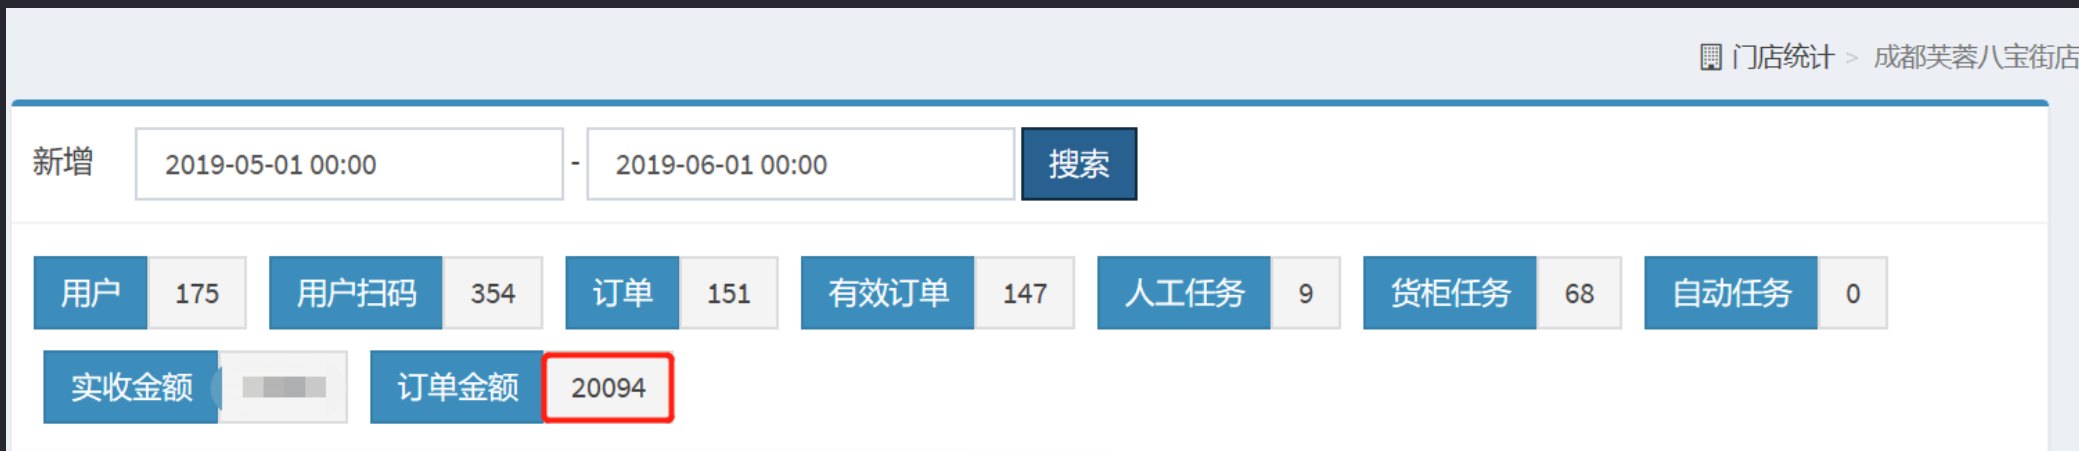 门店统计 > 成都芙蓉八宝街店
新增 2019-05-01 00:00 - 2019-06-01 00:00 搜索
用户 175 用户扫码 354 订单 151 有效订单 147 人工任务 9 货柜任务 68 自动任务 0
实收金额 订单金额 20094